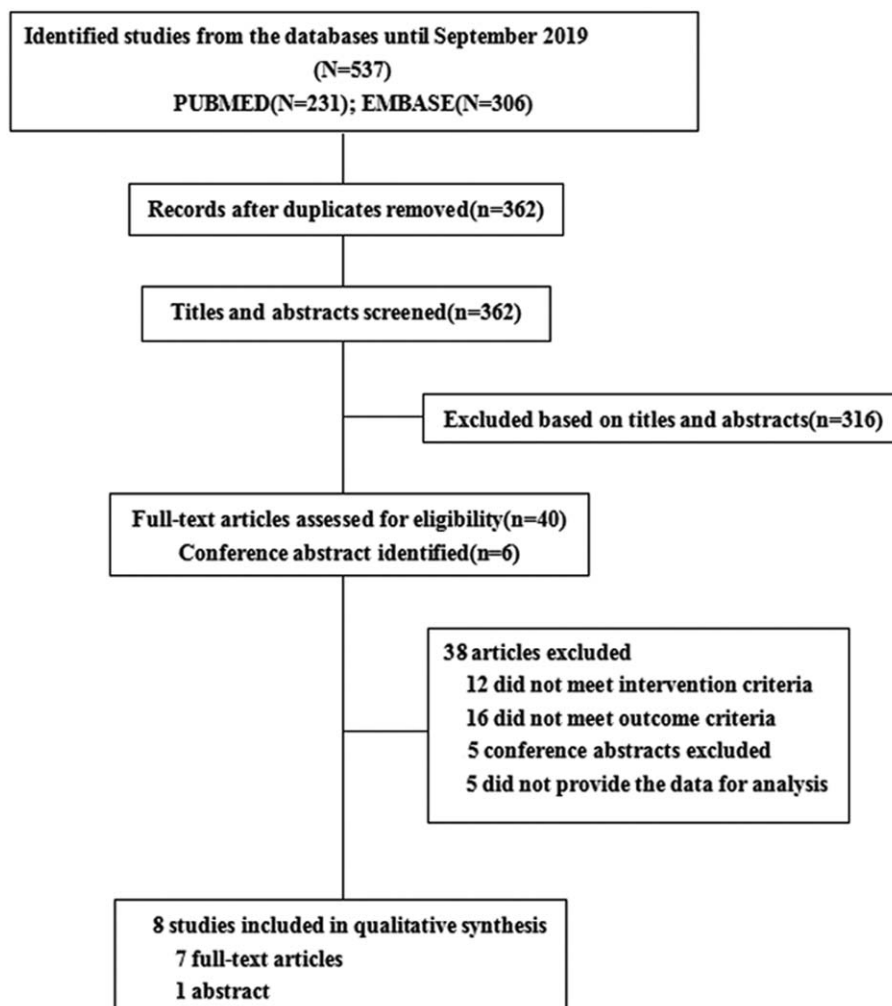 Identified studies from the databases until September 2019
(N=537)
PUBMED(N=231); EMBASE(N=306)
Records after duplicates removed(n=362)
Titles and abstracts screened(n=362)
Excluded based on titles and abstracts(n=316)
Full-text articles assessed for eligibility(n=40)
Conference abstract identified(n=6)
38 articles excluded
12 did not meet intervention criteria
16 did not meet outcome criteria
5 conference abstracts excluded
5 did not provide the data for analysis
8 studies included in qualitative synthesis
7 full-text articles
1 abstract